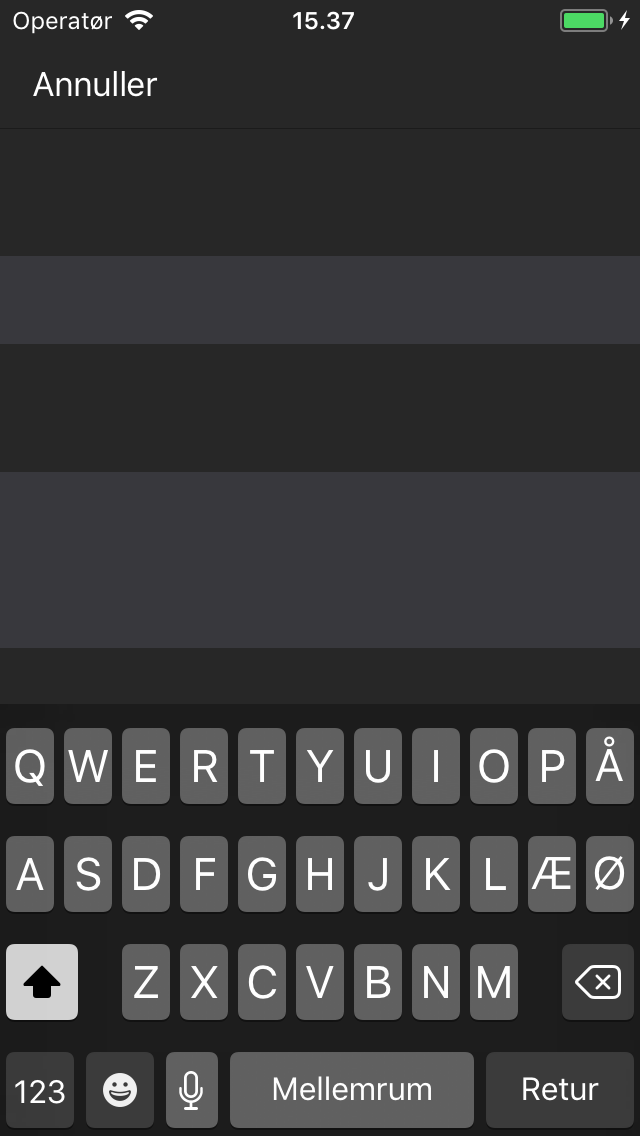 Operatør 15.37
Annuller
Q W E R T Y U I O P Å
A S D F G H J K L Æ Ø
Z X C V B N M
123 Mellemrum Retur